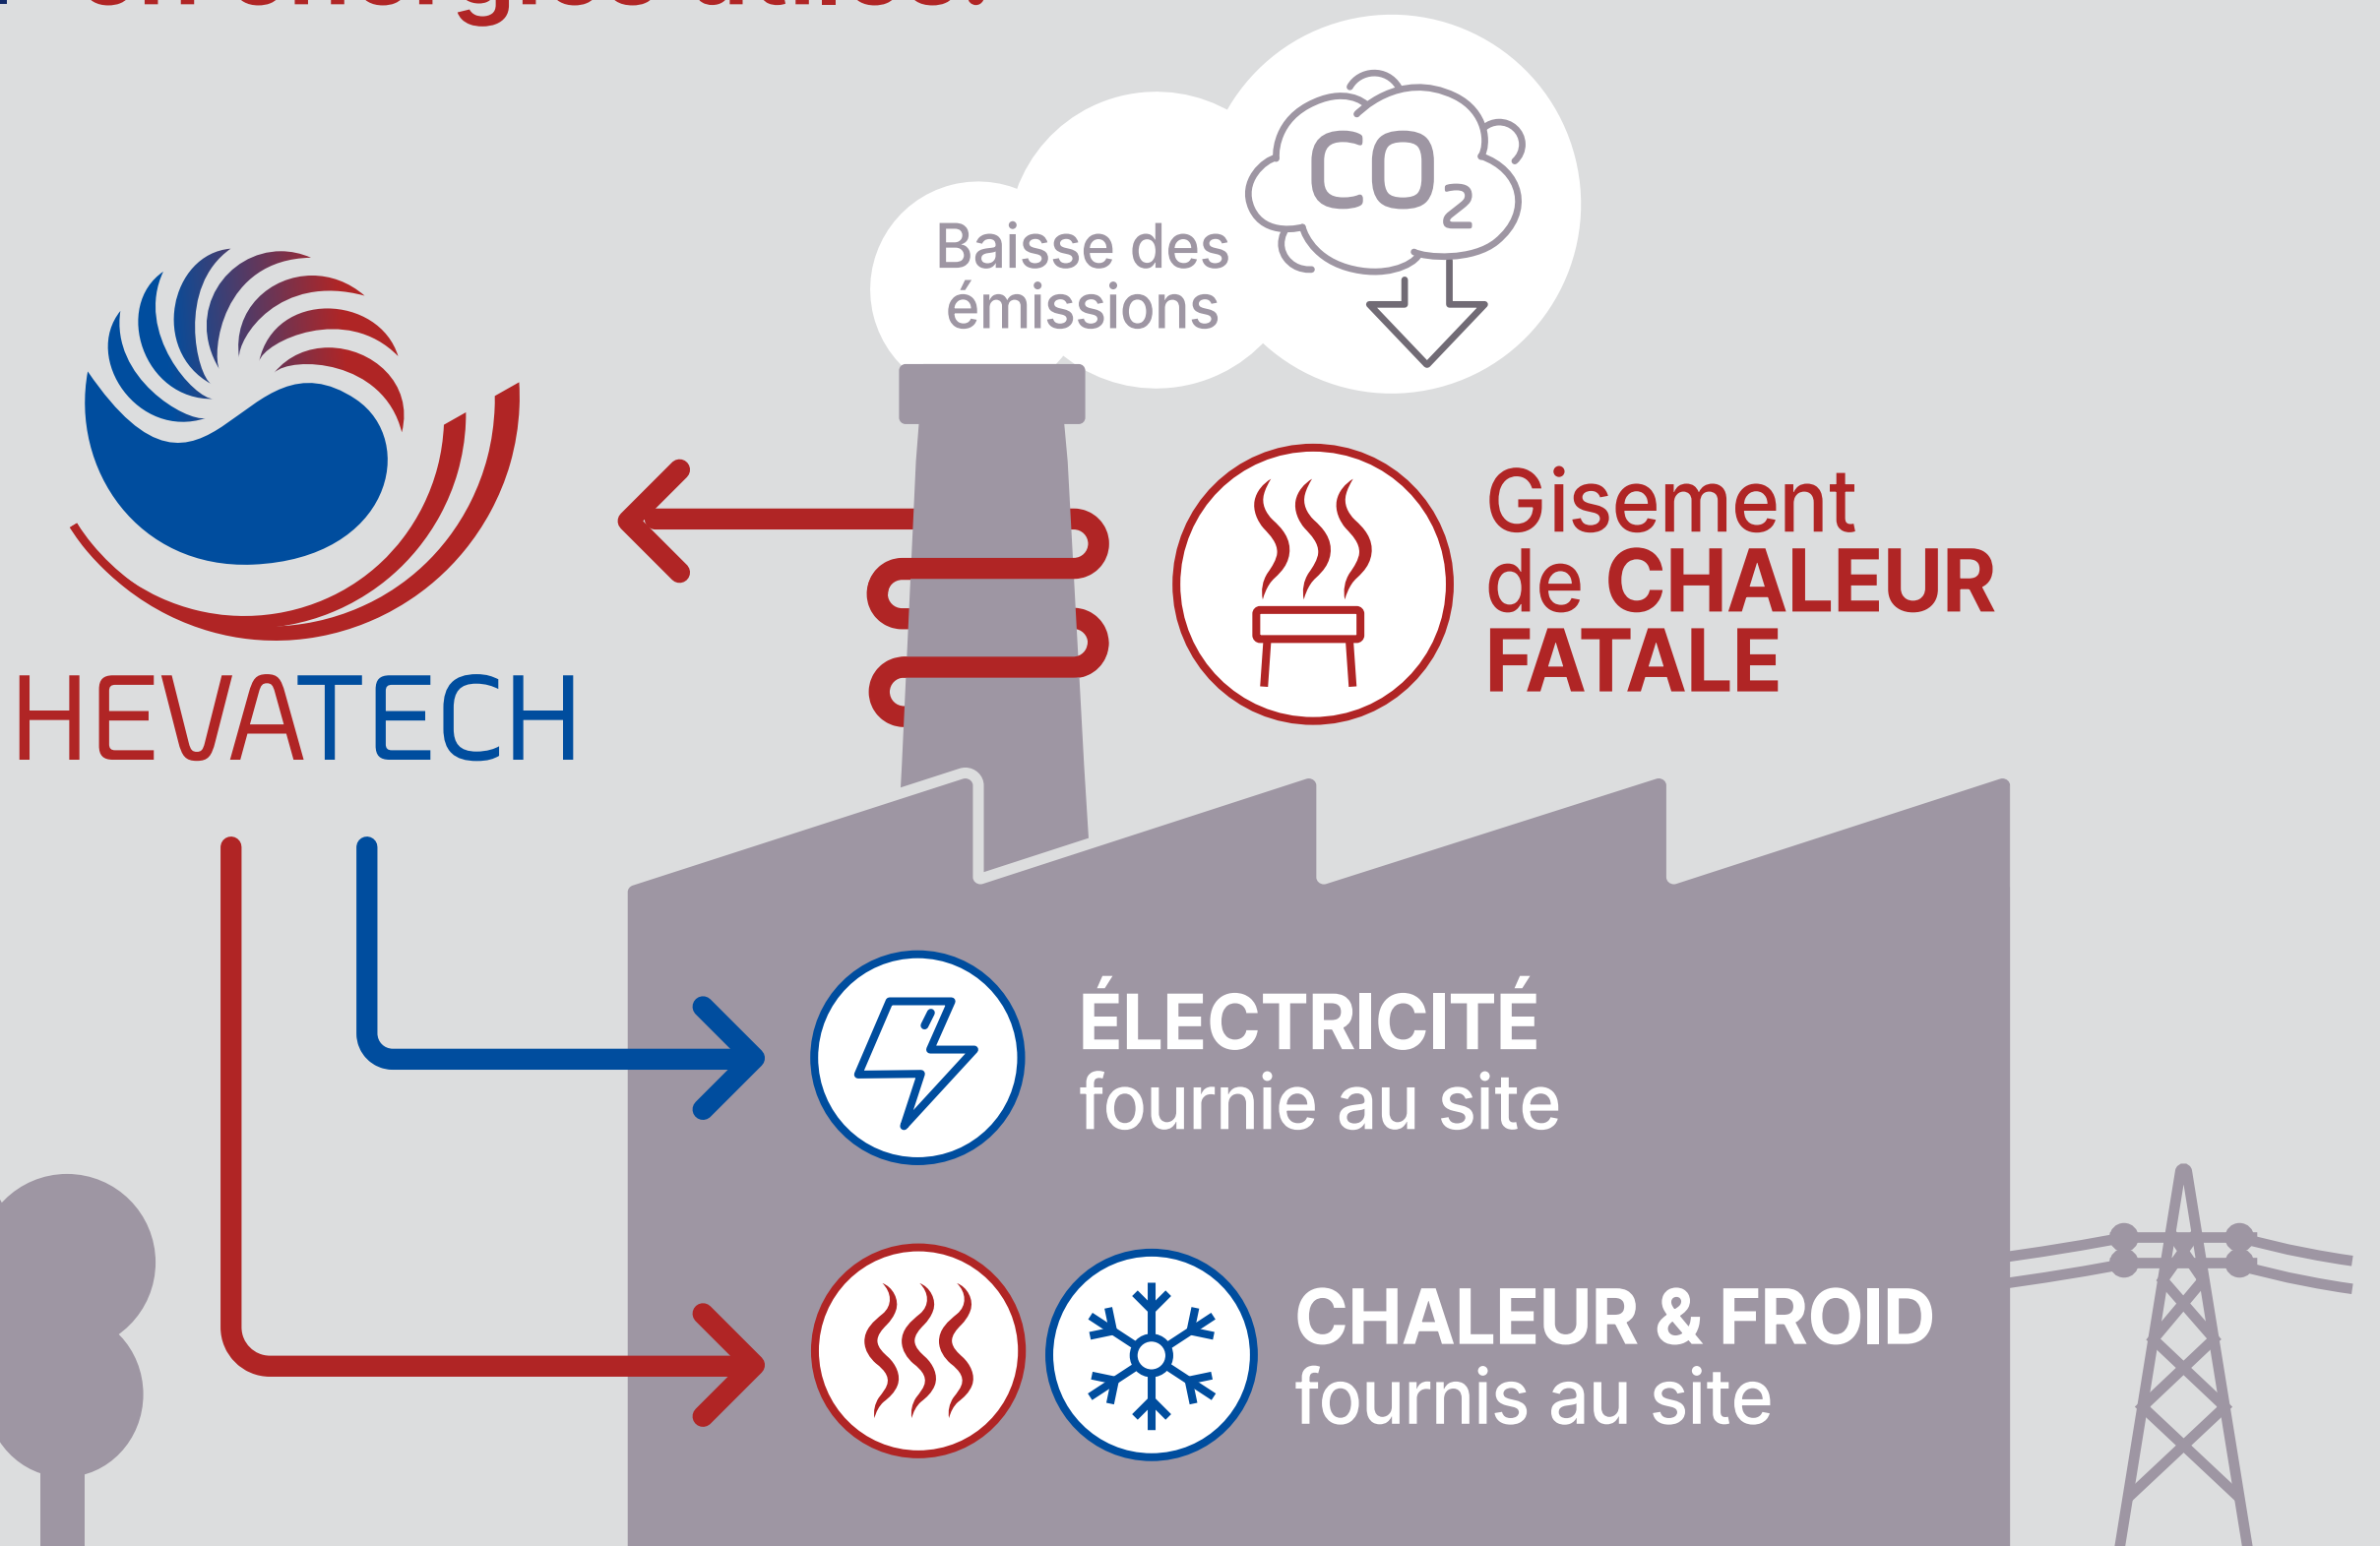 CO2
Baisse des
émissions
Gisement
de CHALEUR
FATALE
HEVATECH
ÉLECTRICITÉ
fournie au site
CHALEUR & FROID
fournis au site